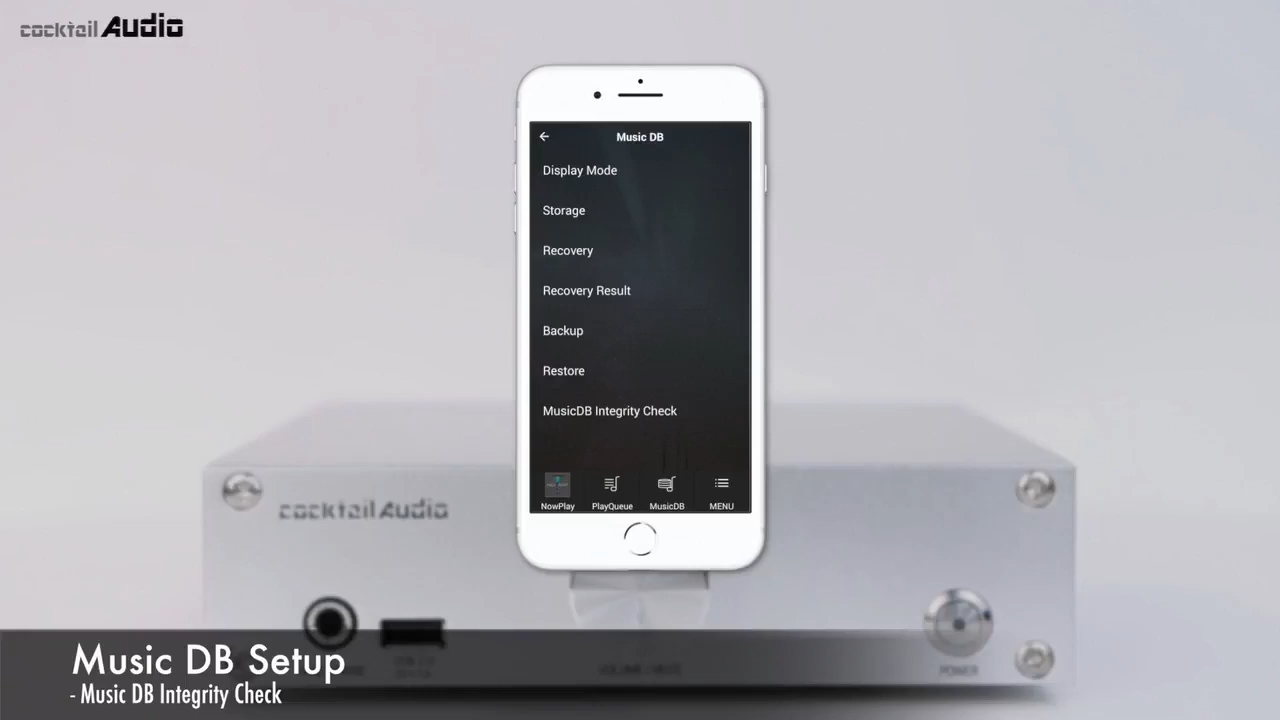 cocktail Audio
Music DB
Display Mode
Storage
Recovery
Recovery Result
Backup
Restore
MusicDB Integrity Check
NowPlay
PlayQueue
MusicDB
MENU
cocktail Audio
POWER
Music DB Setup
- Music DB Integrity Check